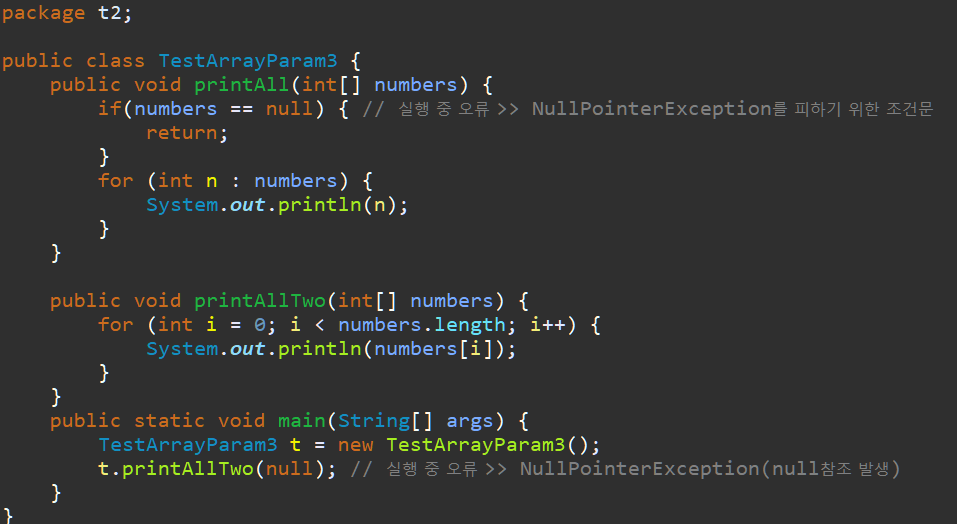 package t2;

public class TestArrayParam3 {
    public void printAll(int[] numbers) {
        if(numbers == null) { // 실행 중 오류 >> NullPointerException를 피하기 위한 조건문
            return;
        }
        for (int n : numbers) {
            System.out.println(n);
        }
    }

    public void printAllTwo(int[] numbers) {
        for (int i = 0; i < numbers.length; i++) {
            System.out.println(numbers[i]);
        }
    }
    public static void main(String[] args) {
        TestArrayParam3 t = new TestArrayParam3();
        t.printAllTwo(null); // 실행 중 오류 >> NullPointerException(null참조 발생)
    }
}